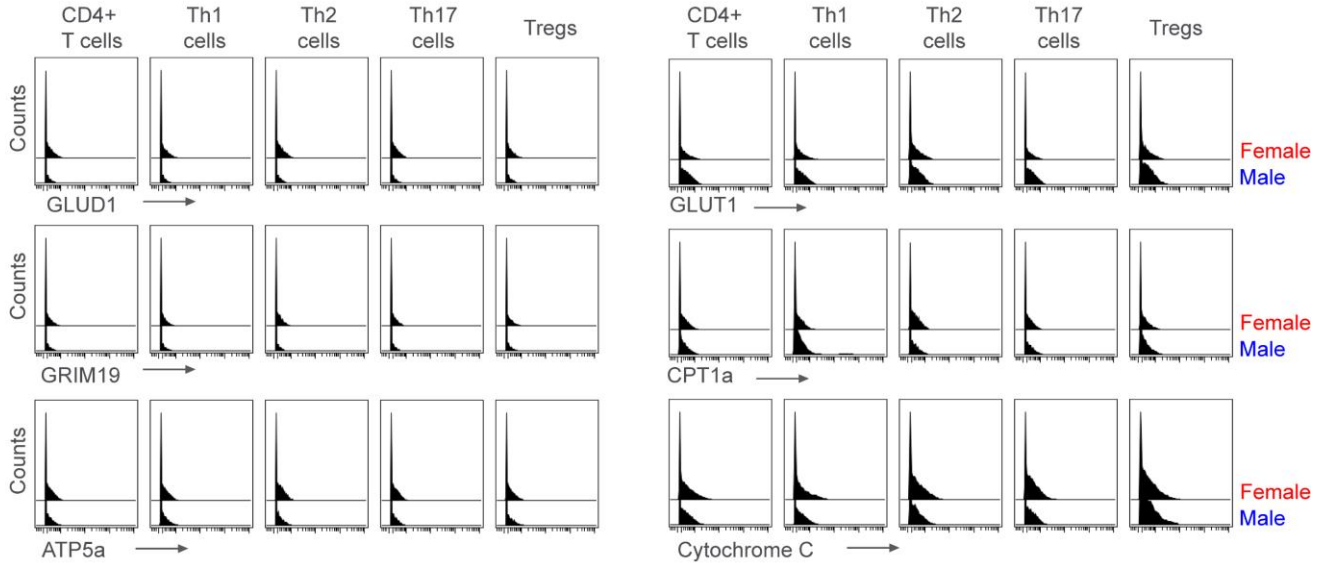 CD4+
T cells
Th1
cells
Th2
cells
Th17
cells
Tregs
Counts
GLUD1
Counts
GRIM19
Counts
ATP5a
CD4+
T cells
Th1
cells
Th2
cells
Th17
cells
Tregs
Female
Male
GLUT1
Female
Male
CPT1a
Female
Male
Cytochrome C